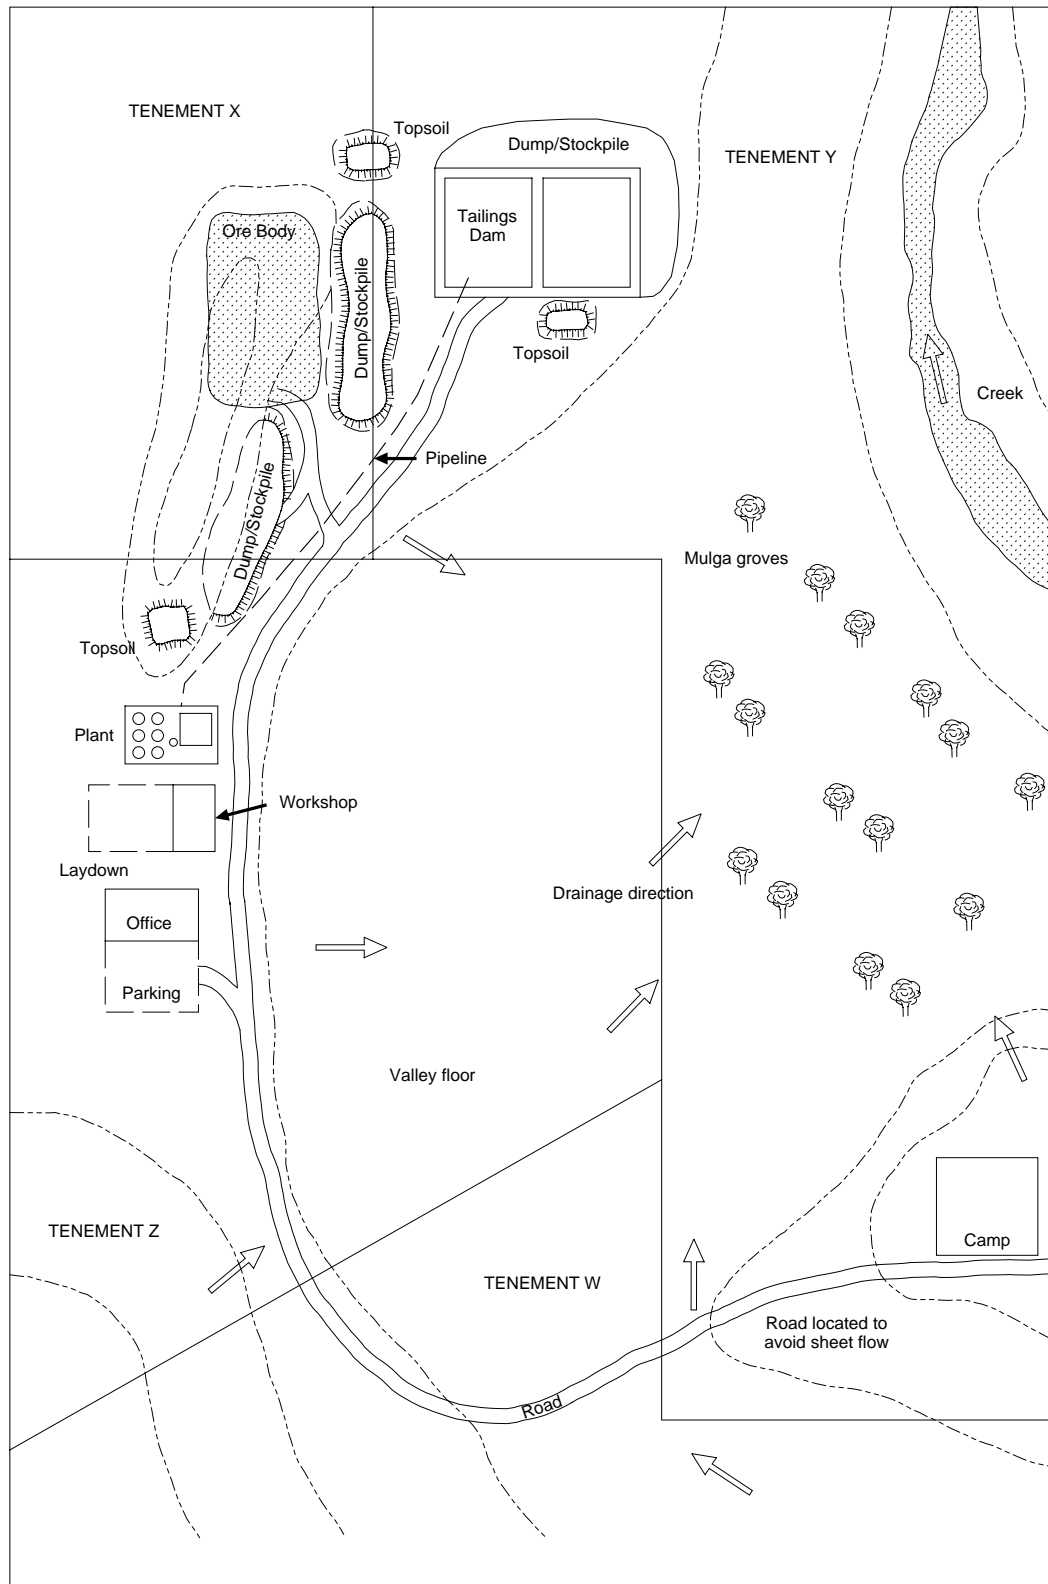 TENEMENT X
Topsoil
Dump/Stockpile
TENEMENT Y
Ore Body
Tailings
Dam
Dump/Stockpile
Topsoil
Creek
Pipeline
Dump/Stockpile
Mulga groves
Topsoil
Plant
Workshop
Laydown
Drainage direction
Office
Parking
Valley floor
TENEMENT Z
Camp
TENEMENT W
Road located to
avoid sheet flow
Road